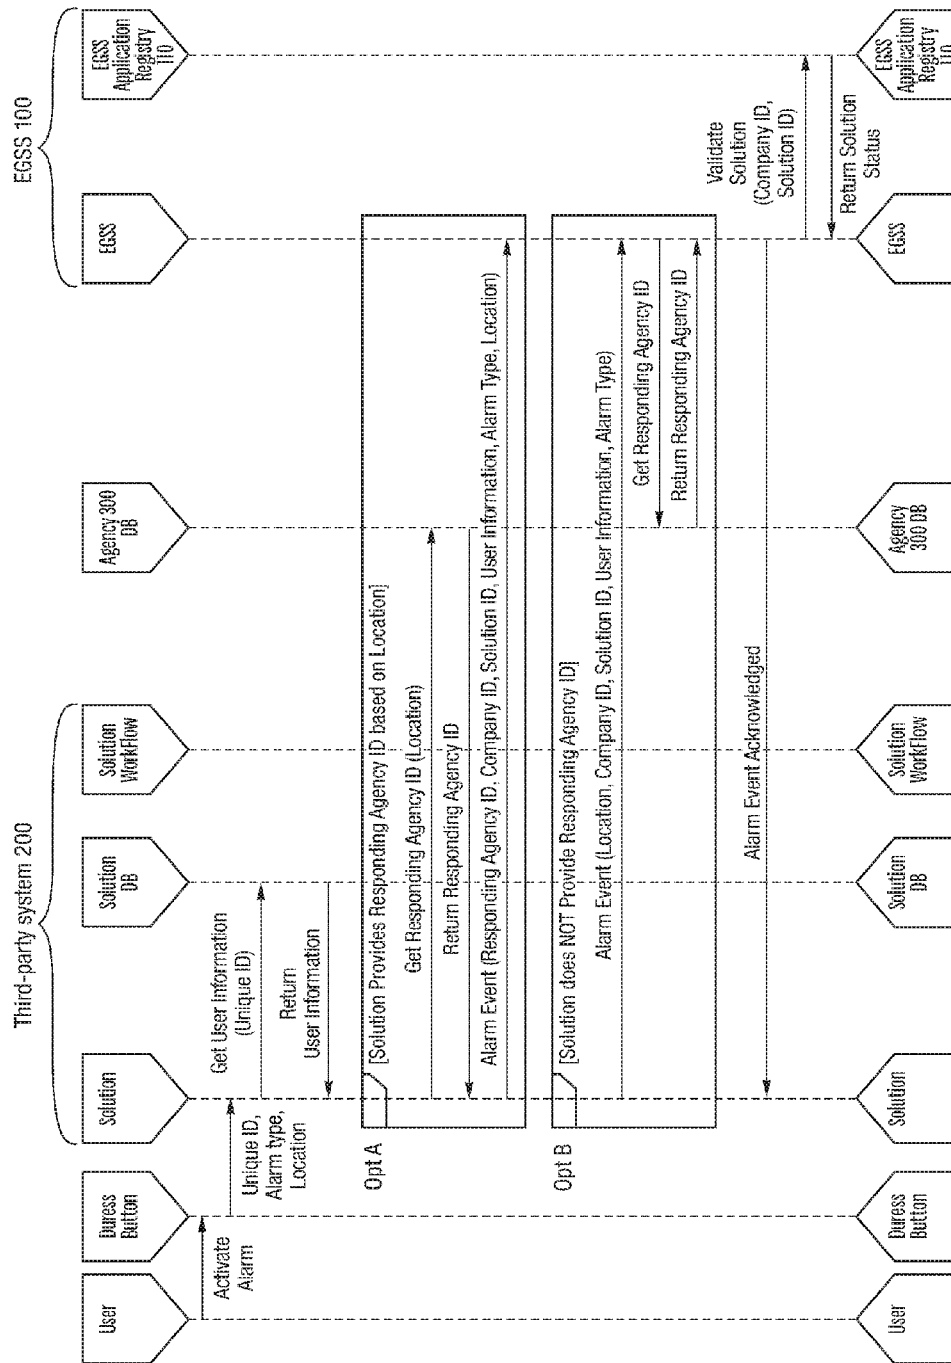 Third-party system 200
EGSS 100
User
Duress
Button
Solution
Solution
DB
Solution
WorkFlow
Agency 300
DB
EGSS
EGSS
Application
Registry
110
Activate
Alarm
Unique ID,
Alarm type,
Location
Get User Information
(Unique ID)
Return
User Information
Opt A
[Solution Provides Responding Agency ID based on Location]
Get Responding Agency ID (Location)
Return Responding Agency ID
Alarm Event (Responding Agency ID, Company ID, Solution ID, User Information, Alarm Type, Location)
Opt B
[Solution does NOT Provide Responding Agency ID]
Alarm Event (Location, Company ID, Solution ID, User Information, Alarm Type)
Get Responding Agency ID
Return Responding Agency ID
Alarm Event Acknowledged
Validate
Solution
(Company ID,
Solution ID)
Return Solution
Status
User
Duress
Button
Solution
Solution
DB
Solution
WorkFlow
Agency
300 DB
EGSS
EGSS
Application
Registry
110